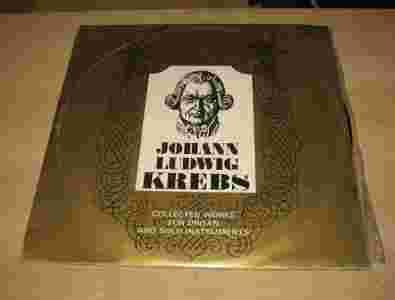 JOHANN
LUDWIG
KREBS
COLLECTED WORKS
FOR ORGAN
AND SOLO INSTRUMENTS